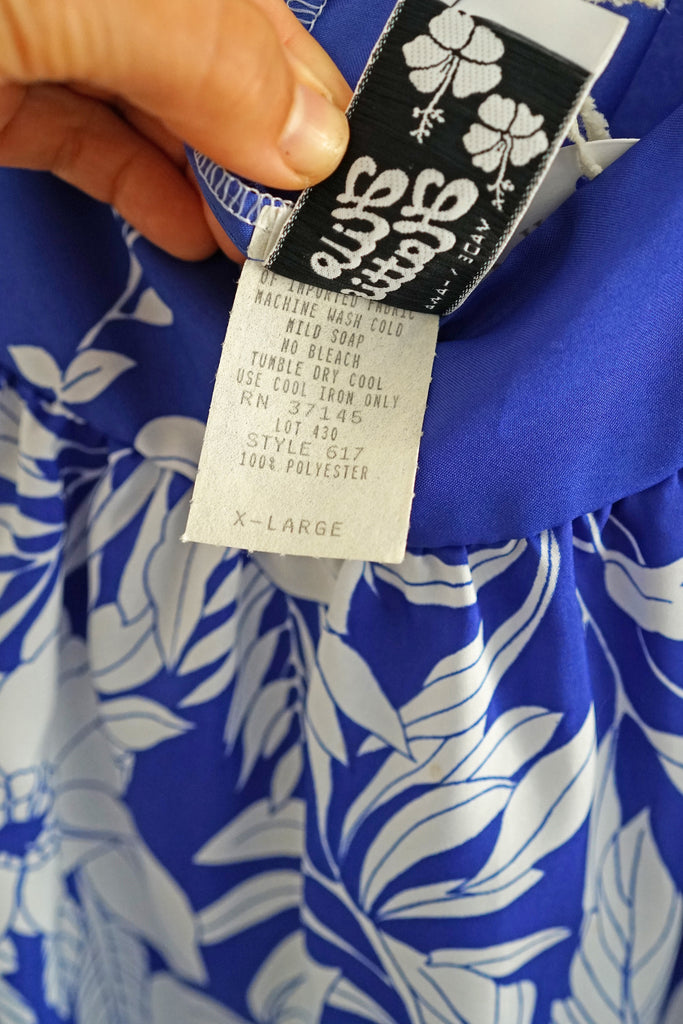 OF IMPORTED FABRIC
MACHINE WASH COLD
MILD SOAP
NO BLEACH
TUMBLE DRY COOL
USE COOL IRON ONLY
RN 37145
LOT 430
STYLE 617
100% POLYESTER
X-LARGE